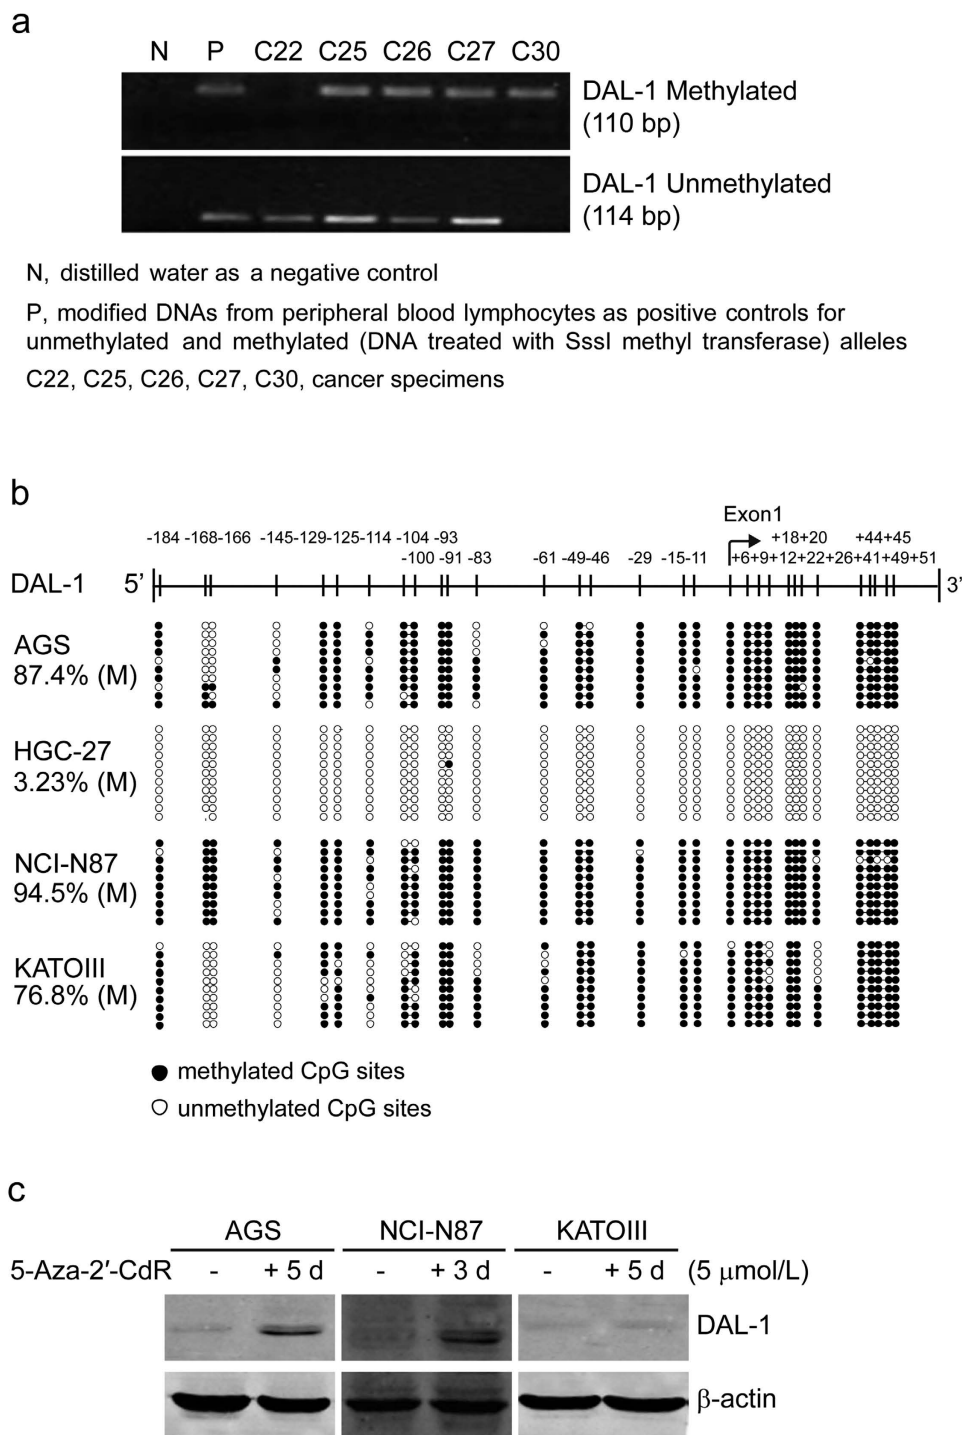 a
N P C22 C25 C26 C27 C30
DAL-1 Methylated
(110 bp)
DAL-1 Unmethylated
(114 bp)
N, distilled water as a negative control
P, modified DNAs from peripheral blood lymphocytes as positive controls for
unmethylated and methylated (DNA treated with SssI methyl transferase) alleles
C22, C25, C26, C27, C30, cancer specimens
b
Exon1
-184 -168-166 -145-129 -125 -114 -104 -93 +18+20 +44+45
-100 -91 -83 -61 -49-46 -29 -15-11 +6+9+12+22+26+41+49+51
DAL-1 5' 3'
AGS
87.4% (M)
HGC-27
3.23% (M)
NCI-N87
94.5% (M)
KATOIII
76.8% (M)
methylated CpG sites
unmethylated CpG sites
c
AGS NCI-N87 KATOIII
5-Aza-2′-CdR - + 5 d - + 3 d - + 5 d (5 μmol/L)
DAL-1
β-actin